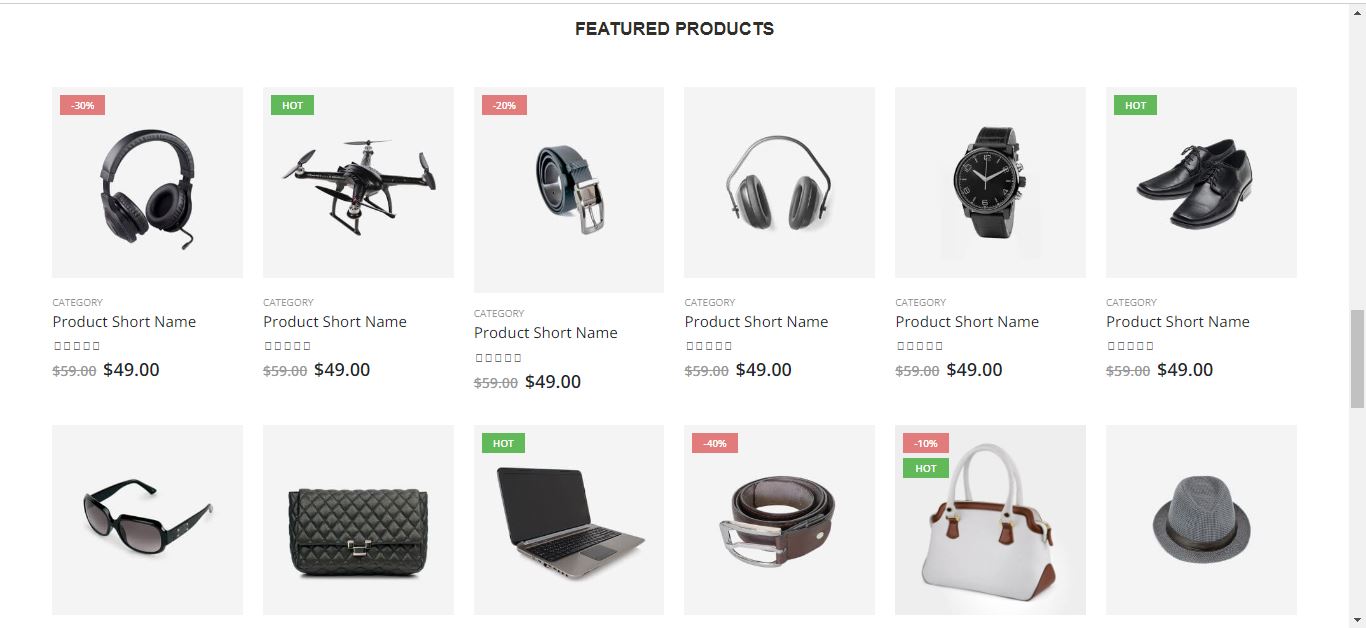 FEATURED PRODUCTS
-30%
HOT
-20%
HOT
CATEGORY
Product Short Name
$59.00 $49.00
CATEGORY
Product Short Name
$59.00 $49.00
CATEGORY
Product Short Name
$59.00 $49.00
CATEGORY
Product Short Name
$59.00 $49.00
CATEGORY
Product Short Name
$59.00 $49.00
CATEGORY
Product Short Name
$59.00 $49.00
HOT
-40%
-10%
HOT